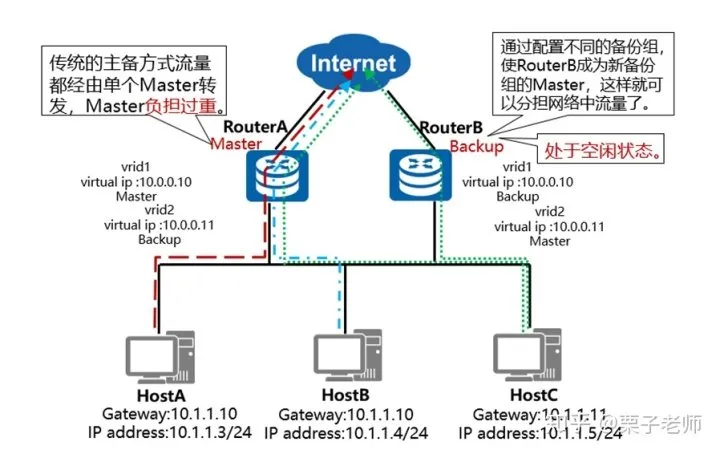 传统的主备方式流量
都经由单个Master转
发，Master负担过重。
Internet
通过配置不同的备份组，
使RouterB成为新备份
组的Master，这样就可
以分担网络中流量了。
RouterA
Master
RouterB
Backup
处于空闲状态。
vrid1
virtual ip :10.0.0.10
Master
vrid2
virtual ip :10.0.0.11
Backup
vrid1
virtual ip :10.0.0.10
Backup
vrid2
virtual ip :10.0.0.11
Master
HostA
Gateway:10.1.1.10
IP address:10.1.1.3/24
HostB
Gateway:10.1.1.10
IP address:10.1.1.4/24
HostC
Gateway:10.1.1.11
IP address:10.1.1.5/24
知乎 @栗子老师